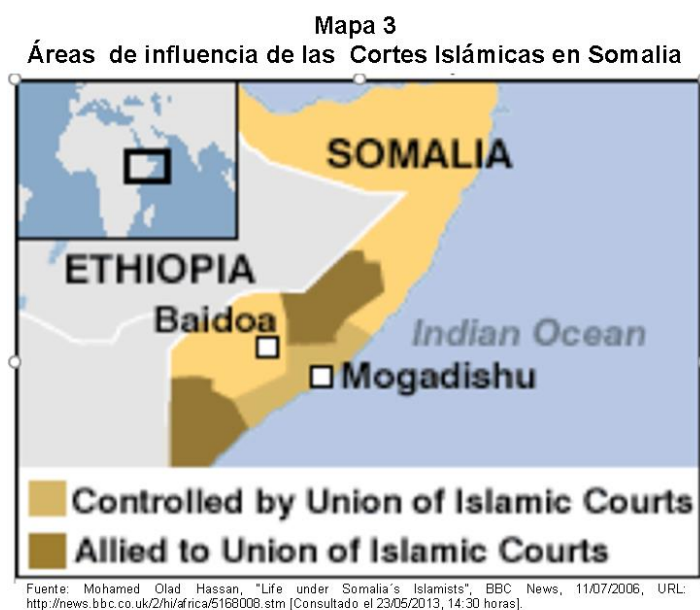 Mapa 3
Áreas de influencia de las Cortes Islámicas en Somalia
SOMALIA
ETHIOPIA
Baidoa
Indian Ocean
Mogadishu
Controlled by Union of Islamic Courts
Allied to Union of Islamic Courts
Fuente: Mohamed Olad Hassan, "Life under Somalia´s Islamists", BBC News, 11/07/2006, URL:
http://news.bbc.co.uk/2/hi/africa/5168008.stm [Consultado el 23/05/2013, 14:30 horas].